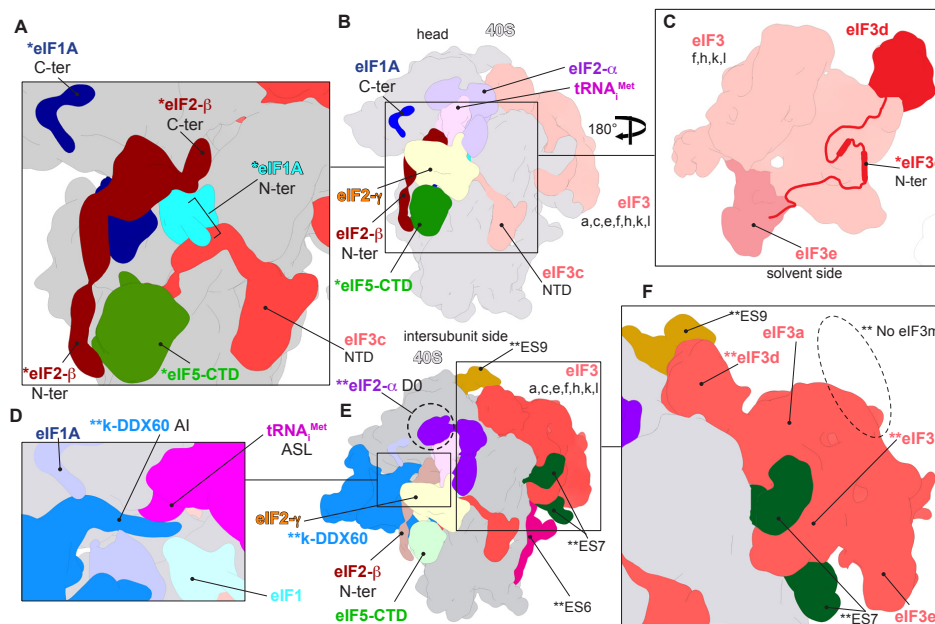 A
*eIF1A
C-ter
*eIF2-β
C-ter
*eIF1A
N-ter
eIF3c
NTD
*eIF2-β
N-ter
*eIF5-CTD
B
head
40S
eIF1A
C-ter
eIF2-α
tRNAiMet
180°
eIF2-γ
eIF2-β
N-ter
*eIF5-CTD
eIF3
a,c,e,f,h,k,l
eIF3c
NTD
intersubunit side
C
eIF3
f,h,k,l
eIF3d
N-ter
eIF3e
solvent side
D
eIF1A
**k-DDX60 AI
tRNAiMet
ASL
eIF1
E
40S
**ES9
**eIF2-α D0
eIF3
a,c,e,f,h,k,l
eIF2-γ
**k-DDX60
eIF2-β
N-ter
eIF5-CTD
**ES7
**ES6
F
**ES9
eIF3a
** No eIF3m
**eIF3d
**eIF3
**ES7
eIF3e